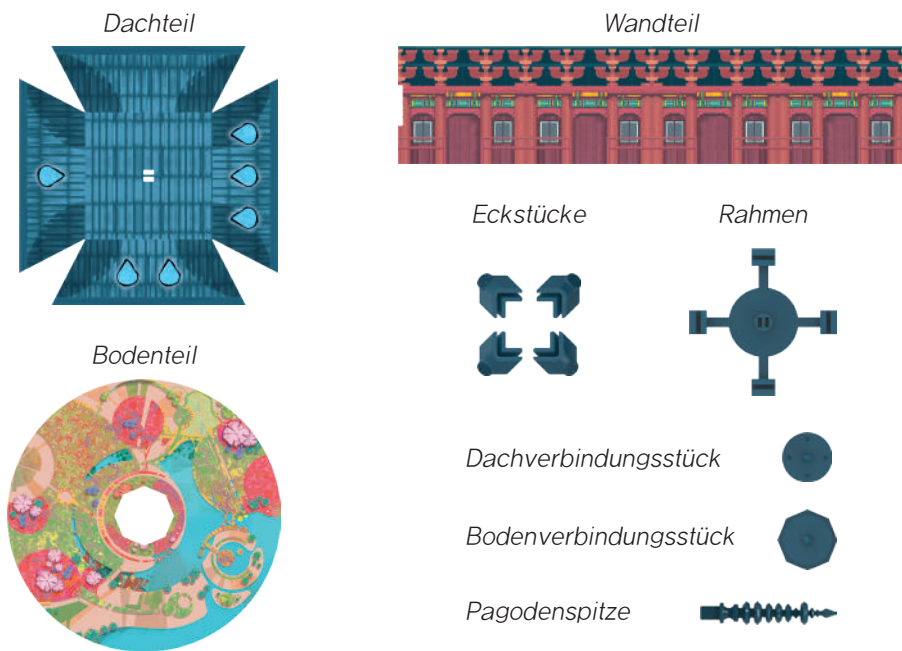 Dachteil
Wandteil
Eckstücke
Rahmen
Bodenteil
Dachverbindungsstück
Bodenverbindungsstück
Pagodenspitze